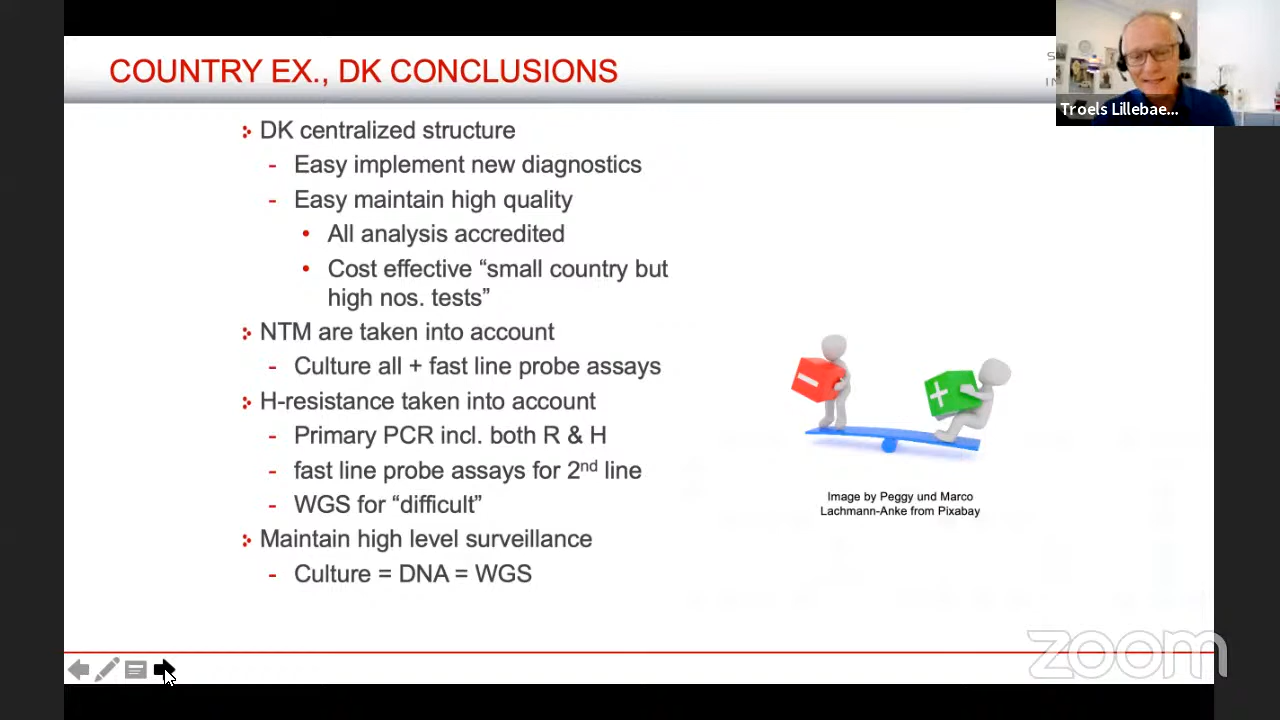 COUNTRY EX., DK CONCLUSIONS
Troels Lillebae...
DK centralized structure
- Easy implement new diagnostics
- Easy maintain high quality
• All analysis accredited
• Cost effective “small country but
high nos. tests”
NTM are taken into account
- Culture all + fast line probe assays
H-resistance taken into account
- Primary PCR incl. both R & H
- fast line probe assays for 2nd line
- WGS for “difficult”
Maintain high level surveillance
- Culture = DNA = WGS
Image by Peggy und Marco
Lachmann-Anke from Pixabay
zoom